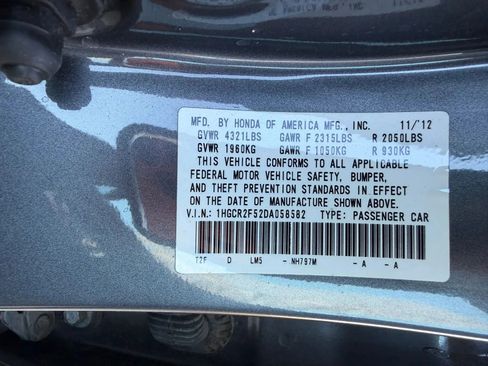 MFD. BY HONDA OF AMERICA MFG., INC. 11/'12
GVWR 4321LBS GAWR F 2315LBS R 2050LBS
GVWR 1960KG GAWR F 1050KG R 930KG
THIS VEHICLE CONFORMS TO ALL APPLICABLE
FEDERAL MOTOR VEHICLE SAFETY, BUMPER,
AND THEFT PREVENTION STANDARDS IN EFFECT
ON THE DATE OF MANUFACTURE SHOWN ABOVE.
V.I.N.: 1HGCR2F52DA058582 TYPE: PASSENGER CAR
T2F D LM5 - NH797M - A - A